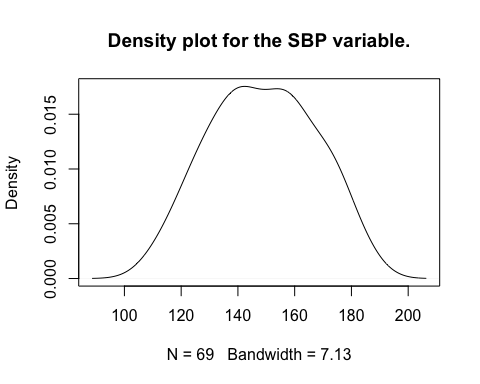 Density plot for the SBP variable.
Density
0.015
0.010
0.005
0.000
100 120 140 160 180 200
N = 69 Bandwidth = 7.13